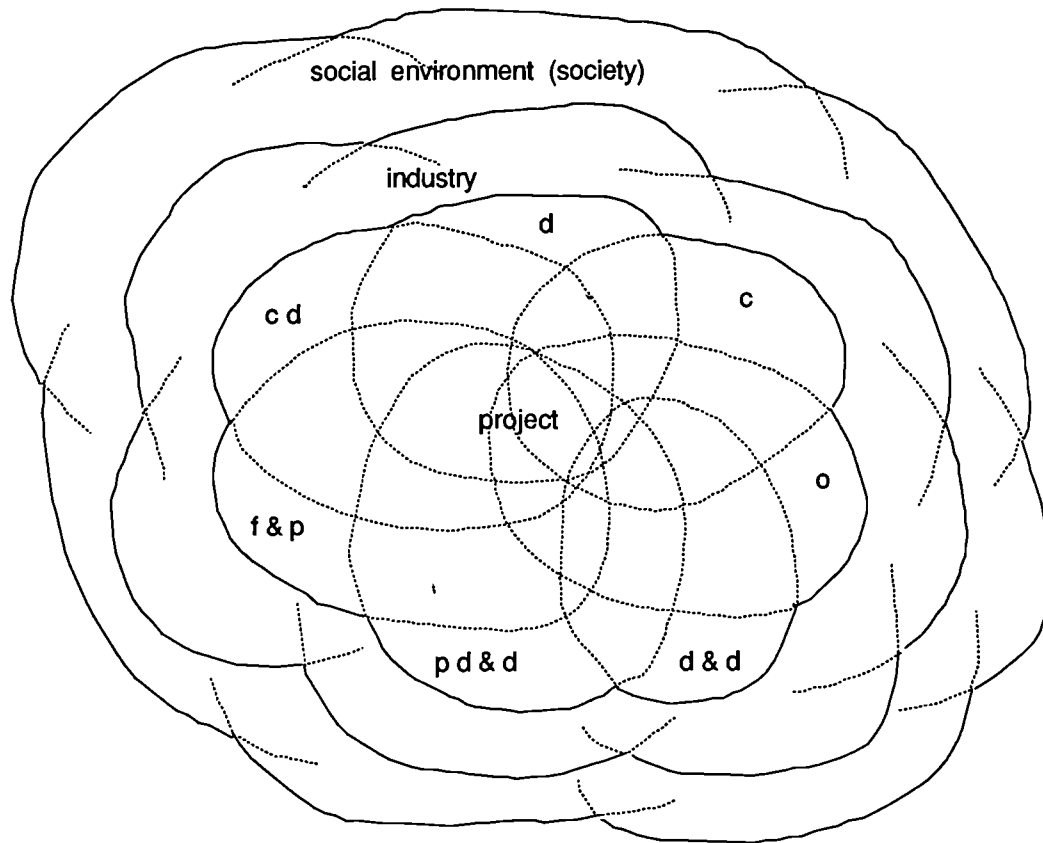 social environment (society)
industry
d
c d
c
project
o
f & p
p d & d
d & d